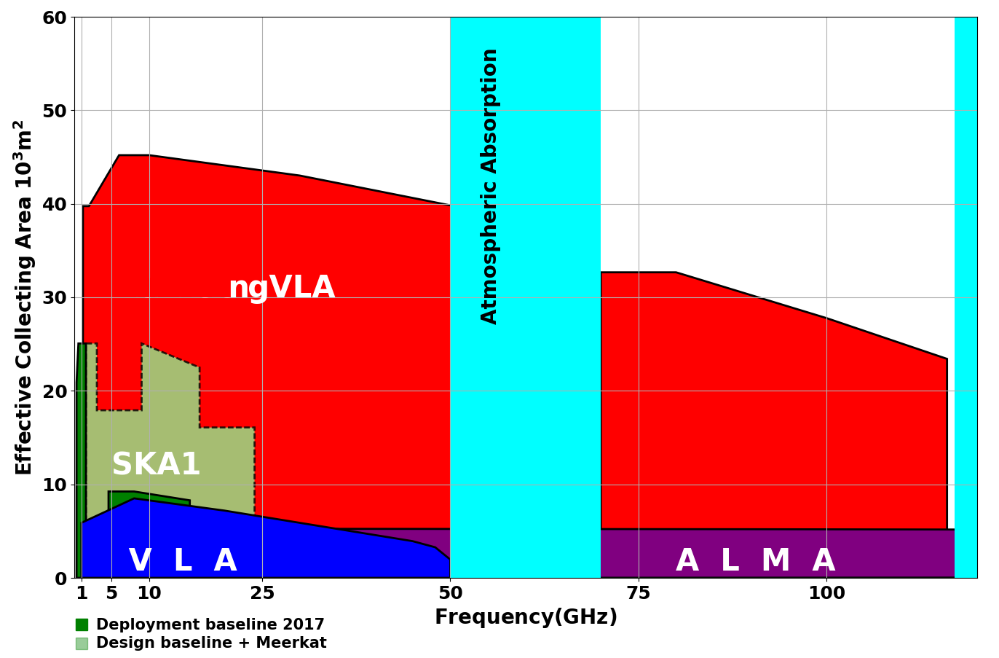 60
50
40
30
20
10
0
Effective Collecting Area 10³m²
Atmospheric Absorption
ngVLA
SKA1
V L A
A L M A
1 5 10 25 50 75 100
Frequency(GHz)
Deployment baseline 2017
Design baseline + Meerkat